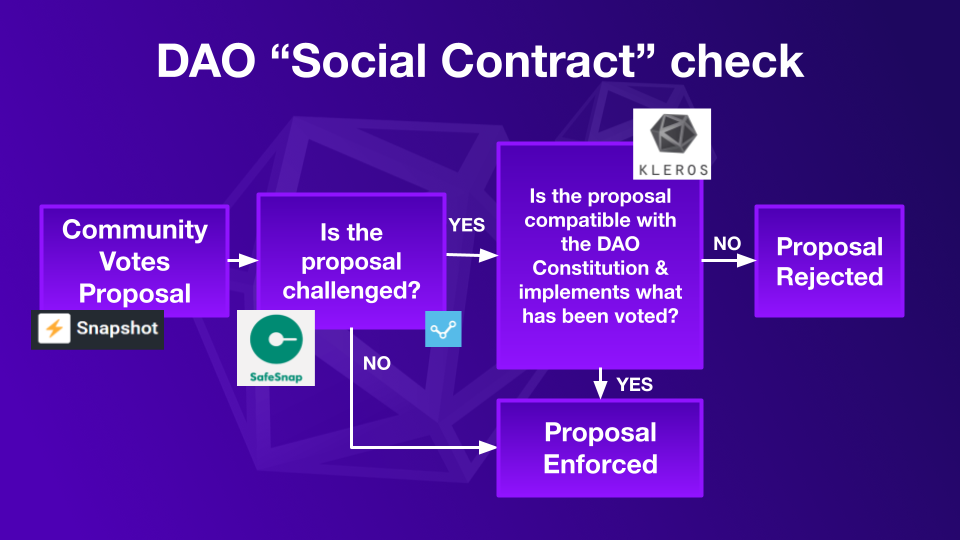 DAO “Social Contract” check
Community
Votes
Proposal
Snapshot
Is the
proposal
challenged?
SafeSnap
YES
NO
KLEROS
Is the proposal
compatible with
the DAO
Constitution &
implements what
has been voted?
NO
Proposal
Rejected
YES
Proposal
Enforced